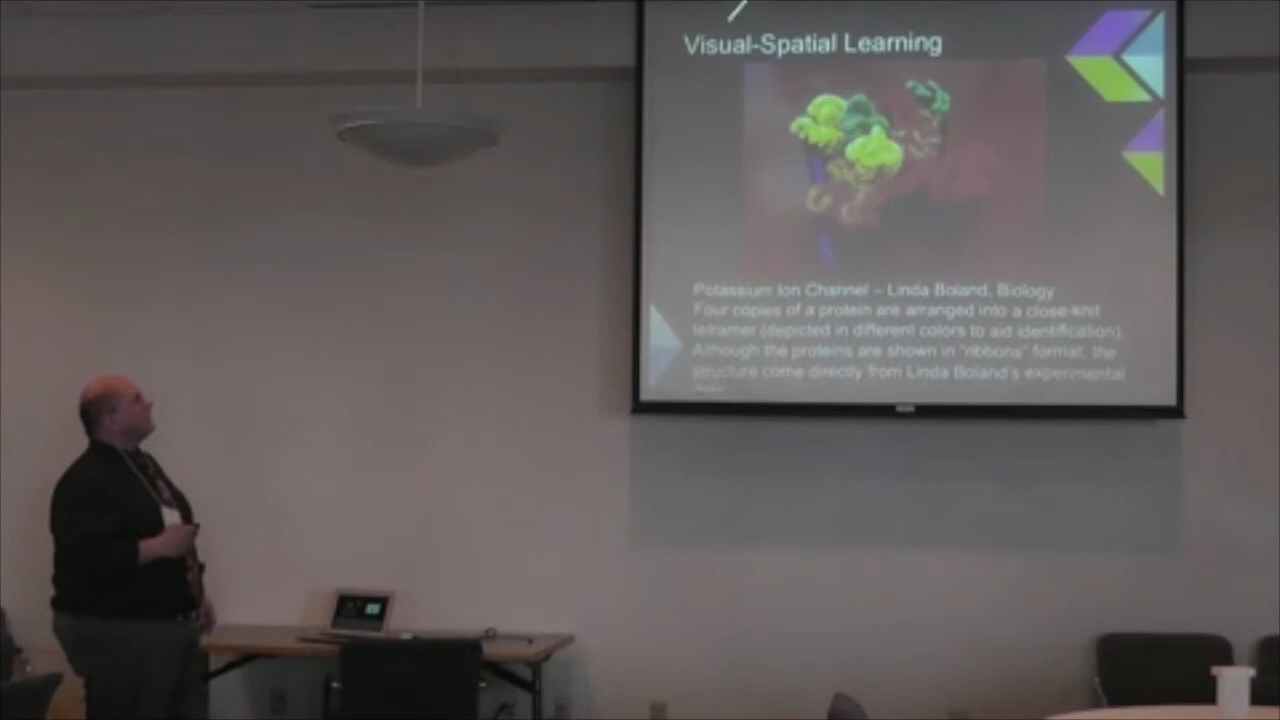 Visual-Spatial Learning
Potassium Ion Channel – Linda Boland, Biology
Four copies of a protein are arranged into a close-knit
tetramer (depicted in different colors to aid identification).
Although the proteins are shown in "ribbons" format, the
structure come directly from Linda Boland's experimental